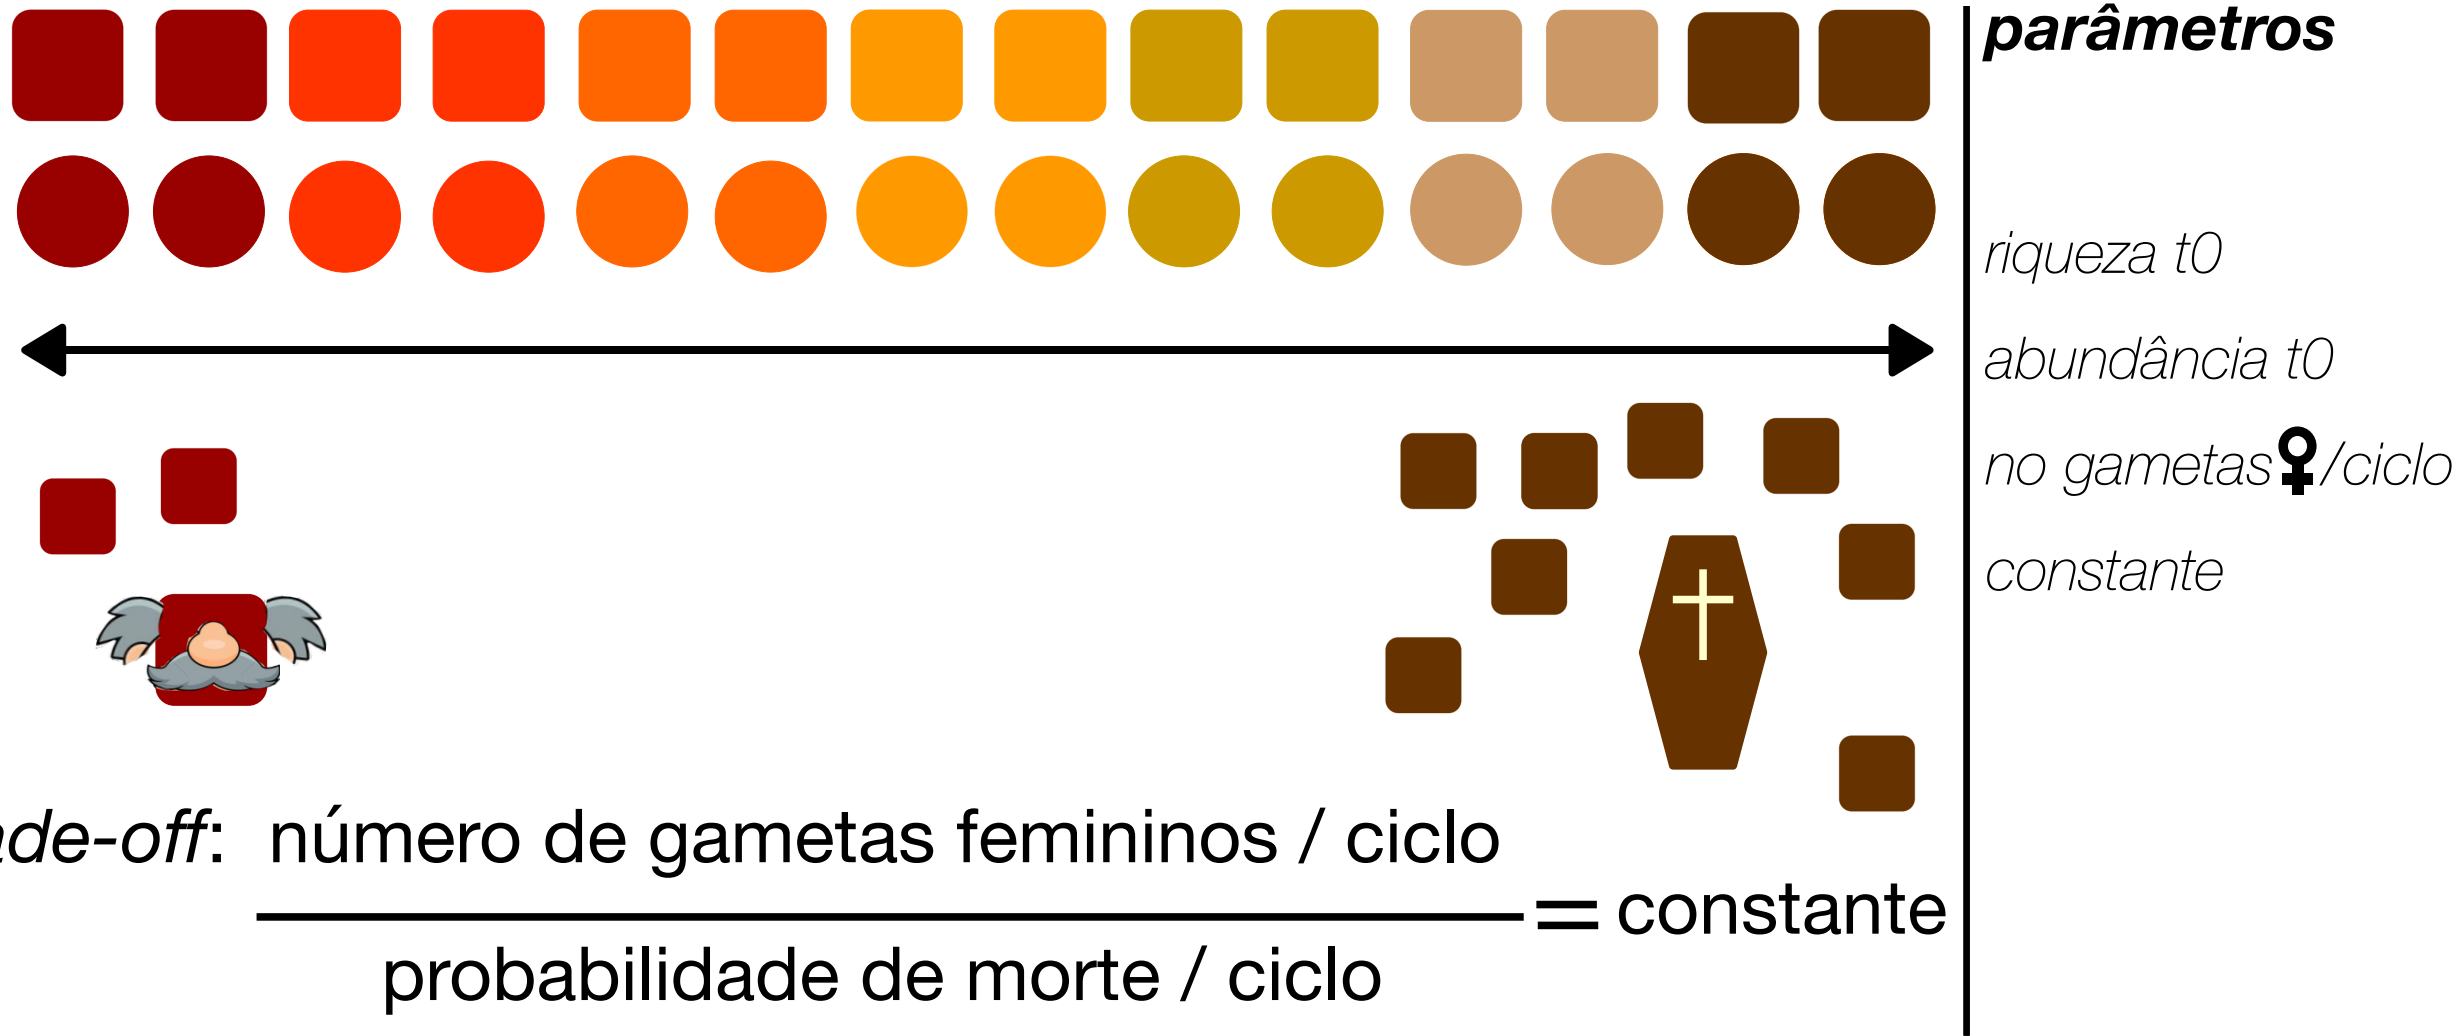 parâmetros
riqueza t0
abundância t0
no gametas♀/ciclo
constante
ade-off: número de gametas femininos / ciclo
= constante
probabilidade de morte / ciclo